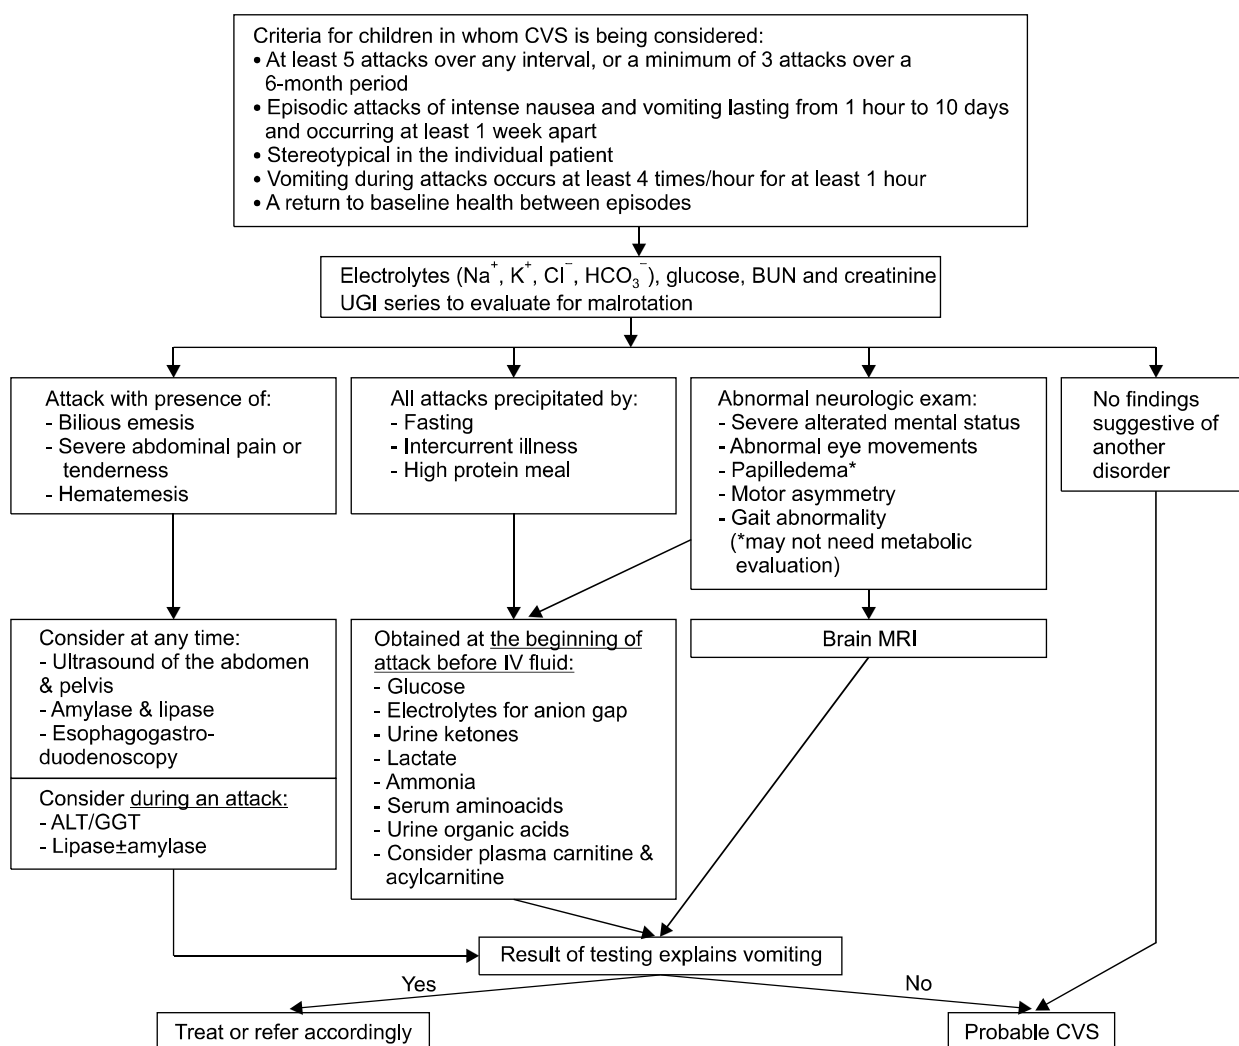 Criteria for children in whom CVS is being considered:
• At least 5 attacks over any interval, or a minimum of 3 attacks over a
6-month period
• Episodic attacks of intense nausea and vomiting lasting from 1 hour to 10 days
and occurring at least 1 week apart
• Stereotypical in the individual patient
• Vomiting during attacks occurs at least 4 times/hour for at least 1 hour
• A return to baseline health between episodes
Electrolytes (Na⁺, K⁺, Cl⁻, HCO₃⁻), glucose, BUN and creatinine
UGI series to evaluate for malrotation
Attack with presence of:
- Bilious emesis
- Severe abdominal pain or
tenderness
- Hematemesis
All attacks precipitated by:
- Fasting
- Intercurrent illness
- High protein meal
Abnormal neurologic exam:
- Severe alterated mental status
- Abnormal eye movements
- Papilledema*
- Motor asymmetry
- Gait abnormality
(*may not need metabolic
evaluation)
No findings
suggestive of
another
disorder
Consider at any time:
- Ultrasound of the abdomen
& pelvis
- Amylase & lipase
- Esophagogastro-
duodenoscopy
Consider during an attack:
- ALT/GGT
- Lipase±amylase
Obtained at the beginning of
attack before IV fluid:
- Glucose
- Electrolytes for anion gap
- Urine ketones
- Lactate
- Ammonia
- Serum aminoacids
- Urine organic acids
- Consider plasma carnitine &
acylcarnitine
Brain MRI
Result of testing explains vomiting
Yes
No
Treat or refer accordingly
Probable CVS